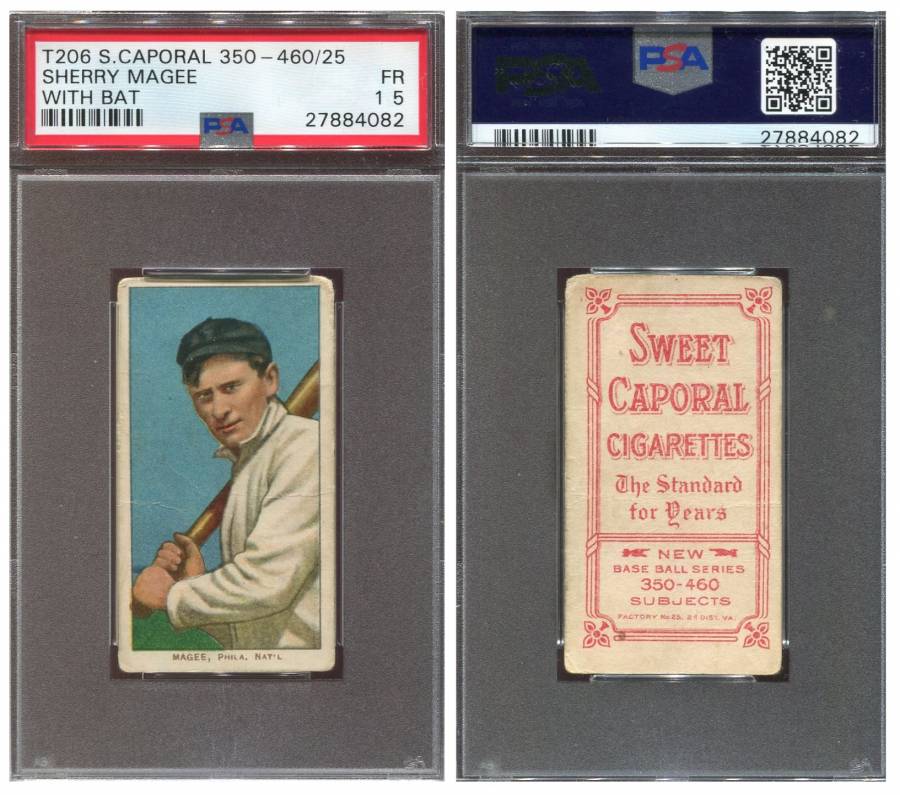 T206 S.CAPORAL 350 – 460/25
SHERRY MAGEE FR
WITH BAT 1 5
27884082
PSA
MAGEE, PHILA. NAT'L
PSA
PSA
27884082
SWEET
CAPORAL
CIGARETTES
The Standard
for Years
NEW
BASE BALL SERIES
350-460
SUBJECTS
FACTORY No 25, 2d DIST. VA.